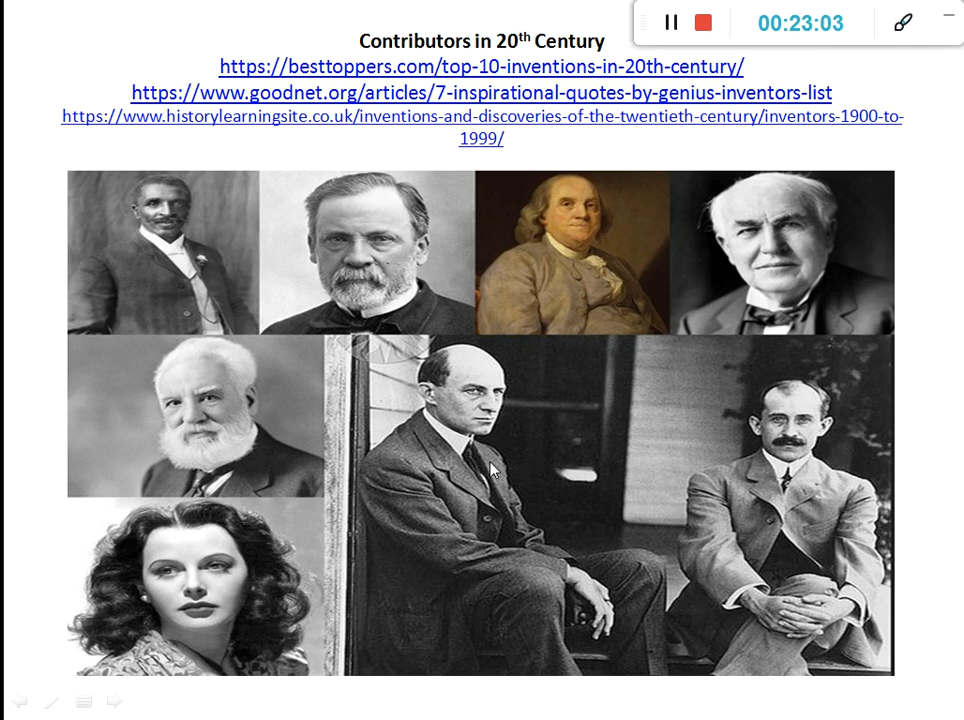 00:23:03
Contributors in 20th Century
https://besttoppers.com/top-10-inventions-in-20th-century/
https://www.goodnet.org/articles/7-inspirational-quotes-by-genius-inventors-list
https://www.historylearningsite.co.uk/inventions-and-discoveries-of-the-twentieth-century/inventors-1900-to-
1999/